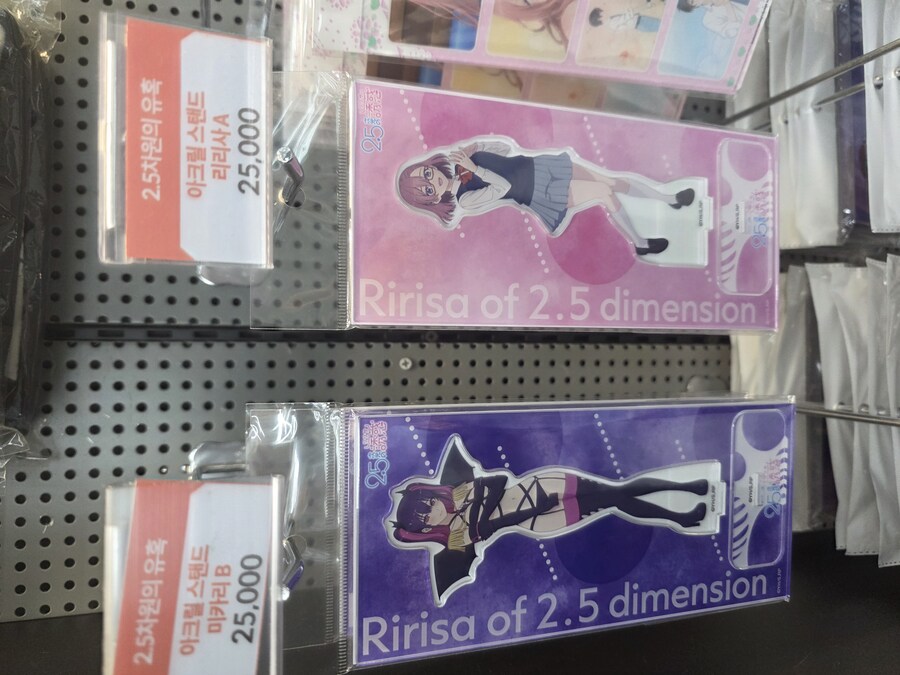 2.5차원의 유혹
아크릴 스탠드
리리사 A
25,000
Ririsa of 2.5 dimension
2.5차원의 유혹
아크릴 스탠드
미카리 B
25,000
Ririsa of 2.5 dimension